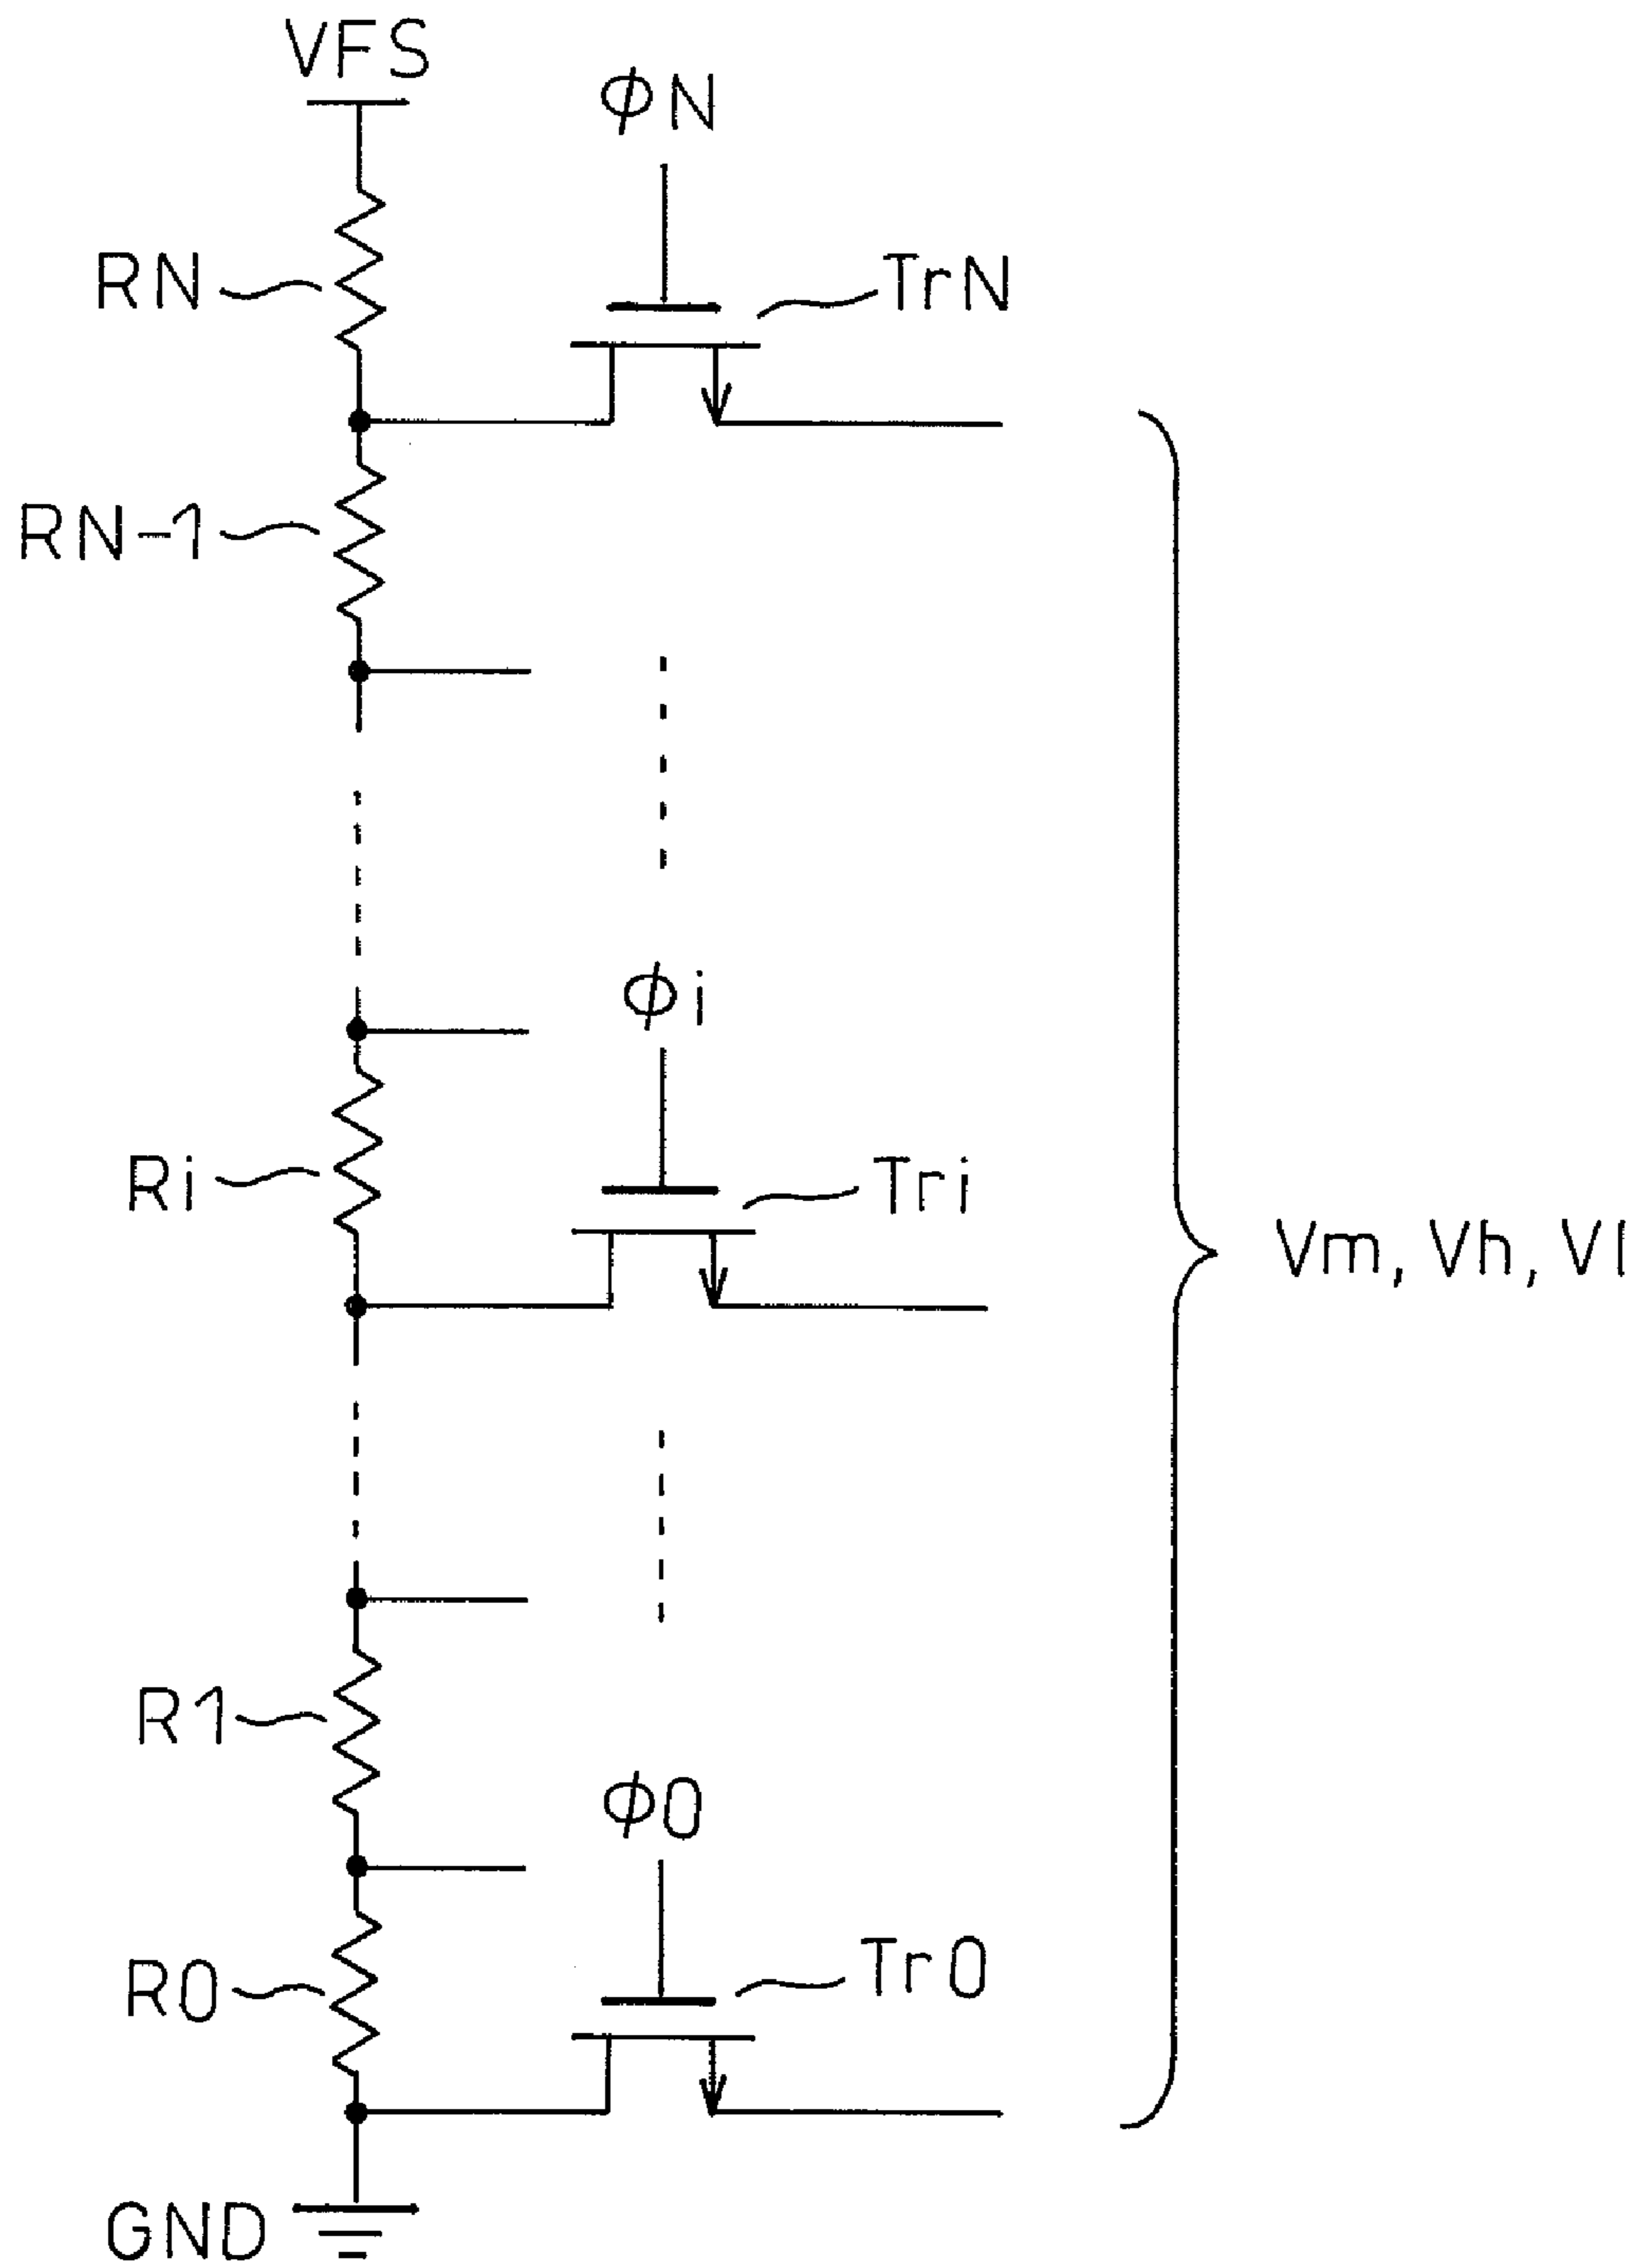 VFS
ϕN
RN
TrN
RN-1
ϕi
Ri
Tri
Vm, Vh, Vl
R1
ϕ0
R0
Tr0
GND